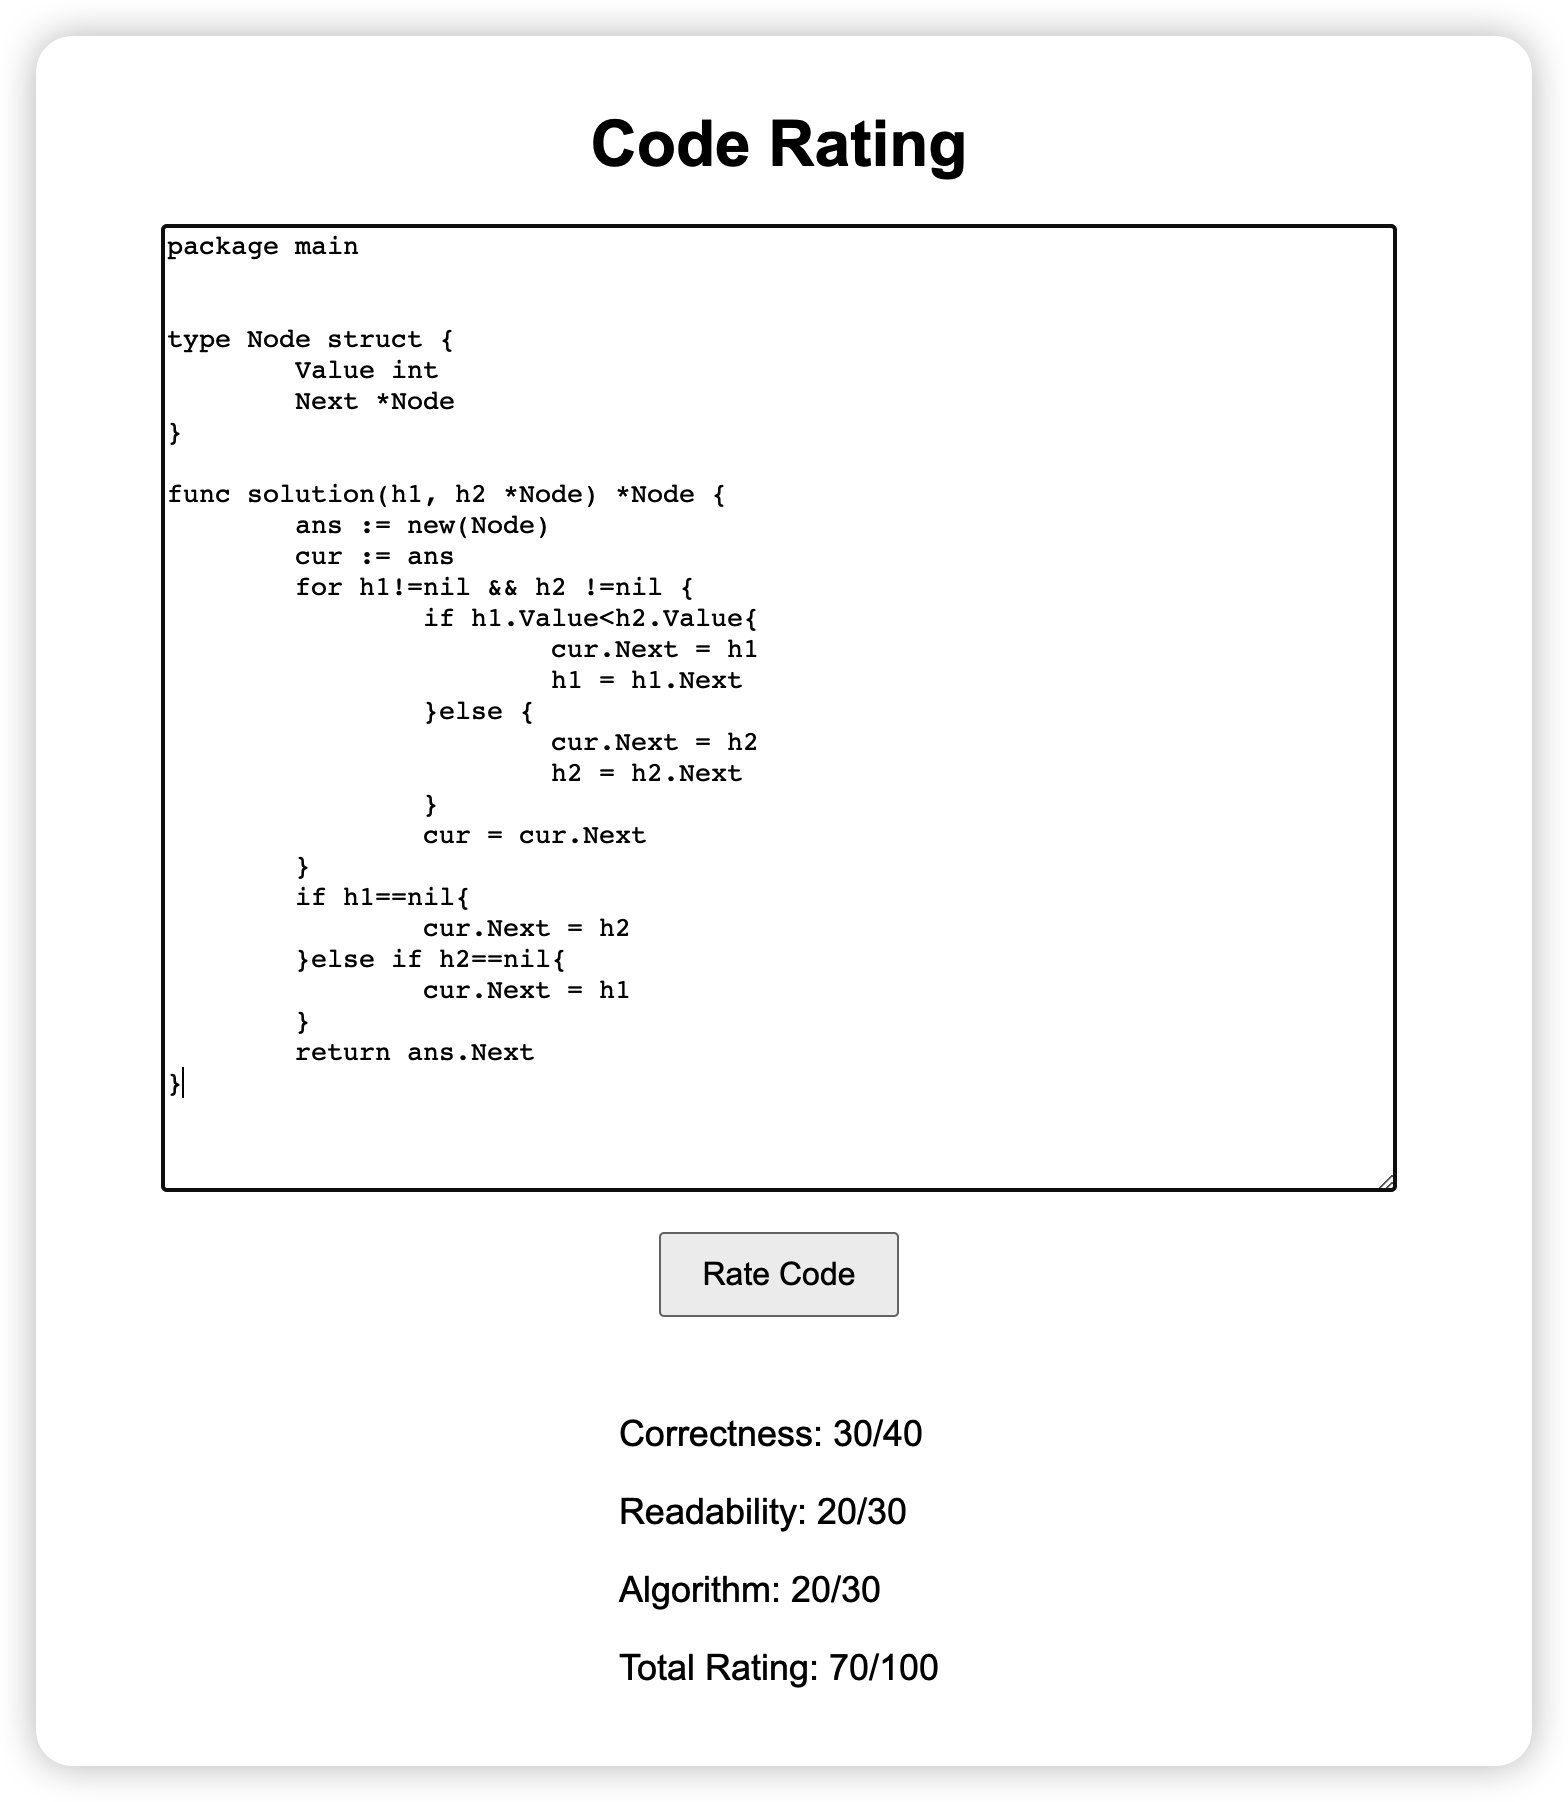 Code Rating
package main
type Node struct {
        Value int
        Next *Node
}
func solution(h1, h2 *Node) *Node {
        ans := new(Node)
        cur := ans
        for h1!=nil && h2 !=nil {
                if h1.Value<h2.Value{
                        cur.Next = h1
                        h1 = h1.Next
                }else {
                        cur.Next = h2
                        h2 = h2.Next
                }
                cur = cur.Next
        }
        if h1==nil{
                cur.Next = h2
        }else if h2==nil{
                cur.Next = h1
        }
        return ans.Next
}
Rate Code
Correctness: 30/40
Readability: 20/30
Algorithm: 20/30
Total Rating: 70/100